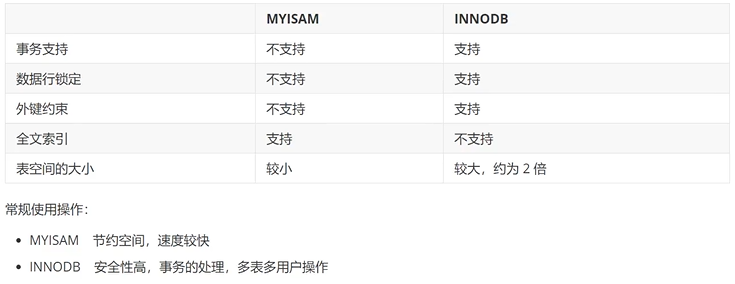 MYISAM INNODB
事务支持 不支持 支持
数据行锁定 不支持 支持
外键约束 不支持 支持
全文索引 支持 不支持
表空间的大小 较小 较大，约为 2 倍
常规使用操作：
• MYISAM 节约空间，速度较快
• INNODB 安全性高，事务的处理，多表多用户操作